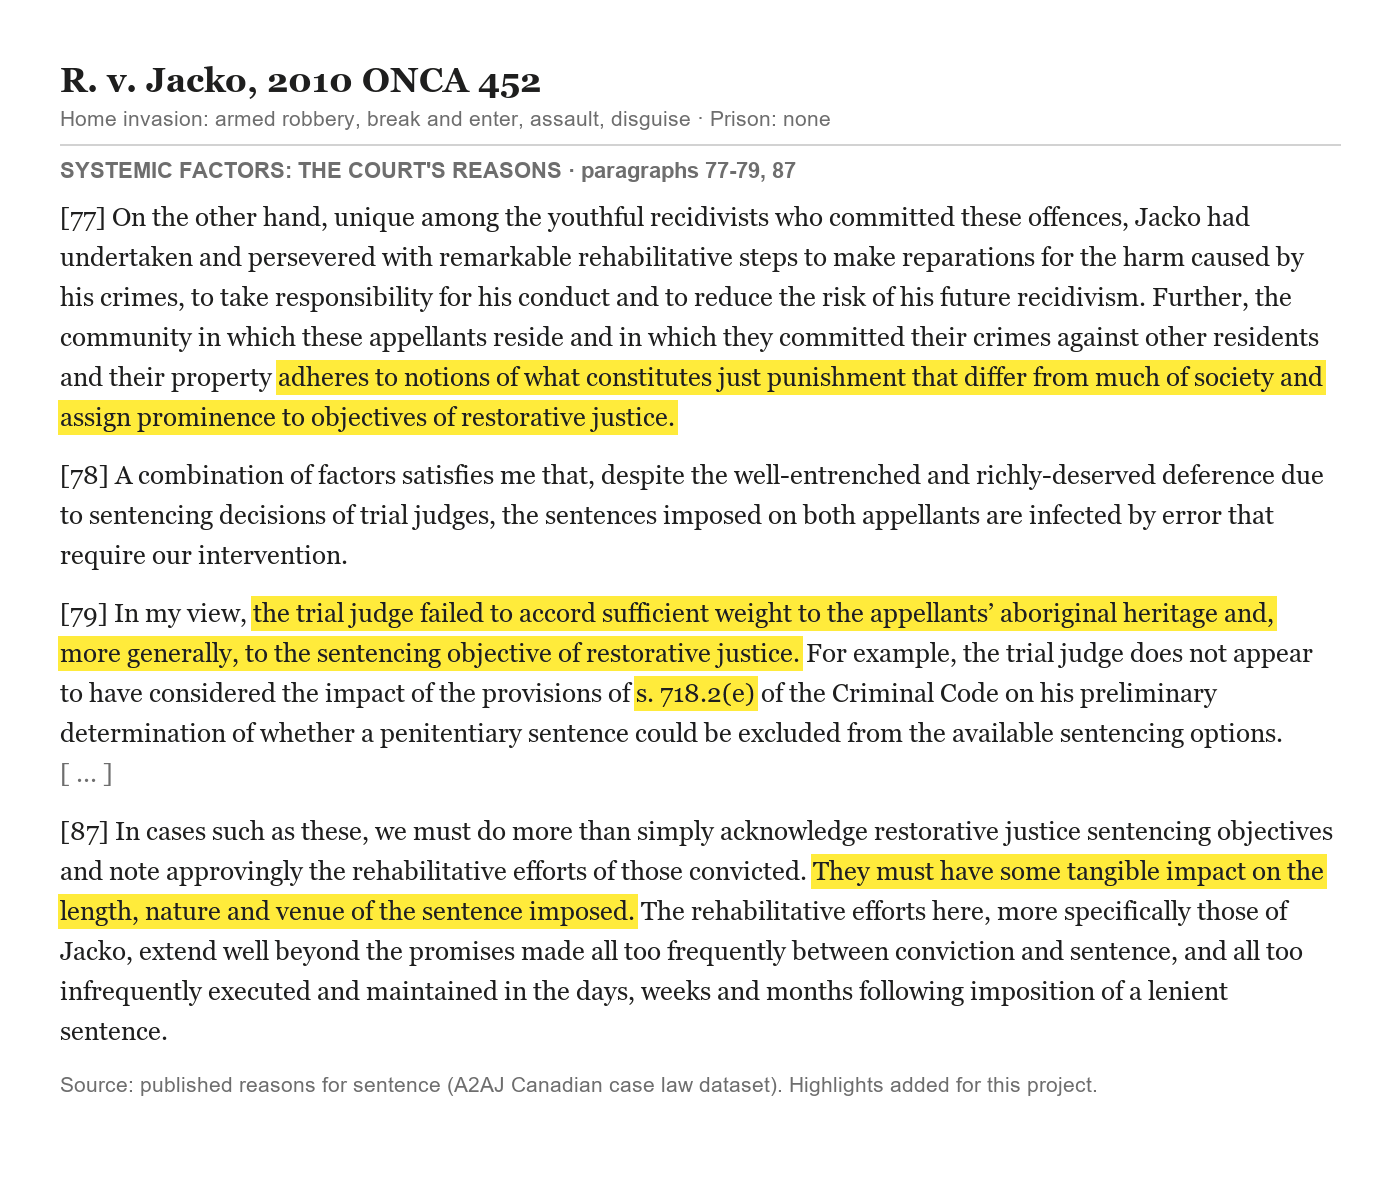 R. v. Jacko, 2010 ONCA 452
Home invasion: armed robbery, break and enter, assault, disguise · Prison: none
SYSTEMIC FACTORS: THE COURT'S REASONS · paragraphs 77-79, 87
[77] On the other hand, unique among the youthful recidivists who committed these offences, Jacko had
undertaken and persevered with remarkable rehabilitative steps to make reparations for the harm caused by
his crimes, to take responsibility for his conduct and to reduce the risk of his future recidivism. Further, the
community in which these appellants reside and in which they committed their crimes against other residents
and their property adheres to notions of what constitutes just punishment that differ from much of society and
assign prominence to objectives of restorative justice.
[78] A combination of factors satisfies me that, despite the well-entrenched and richly-deserved deference due
to sentencing decisions of trial judges, the sentences imposed on both appellants are infected by error that
require our intervention.
[79] In my view, the trial judge failed to accord sufficient weight to the appellants’ aboriginal heritage and,
more generally, to the sentencing objective of restorative justice. For example, the trial judge does not appear
to have considered the impact of the provisions of s. 718.2(e) of the Criminal Code on his preliminary
determination of whether a penitentiary sentence could be excluded from the available sentencing options.
[ ... ]
[87] In cases such as these, we must do more than simply acknowledge restorative justice sentencing objectives
and note approvingly the rehabilitative efforts of those convicted. They must have some tangible impact on the
length, nature and venue of the sentence imposed. The rehabilitative efforts here, more specifically those of
Jacko, extend well beyond the promises made all too frequently between conviction and sentence, and all too
infrequently executed and maintained in the days, weeks and months following imposition of a lenient
sentence.
Source: published reasons for sentence (A2AJ Canadian case law dataset). Highlights added for this project.